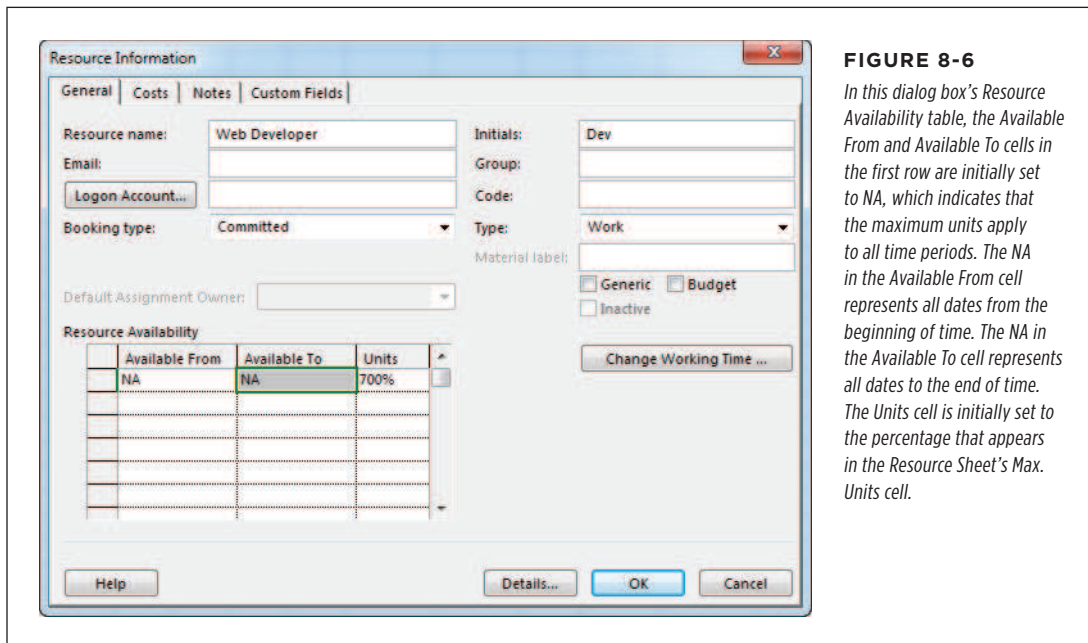 Resource Information
General Costs Notes Custom Fields
Resource name: Web Developer Initials: Dev
Email: Group:
Logon Account... Code:
Booking type: Committed Type: Work
Material label:
Generic Budget
Default Assignment Owner: Inactive
Resource Availability
Available From Available To Units Change Working Time ...
NA NA 700%
Help Details... OK Cancel
FIGURE 8-6
In this dialog box's Resource
Availability table, the Available
From and Available To cells in
the first row are initially set
to NA, which indicates that
the maximum units apply
to all time periods. The NA
in the Available From cell
represents all dates from the
beginning of time. The NA in
the Available To cell represents
all dates to the end of time.
The Units cell is initially set to
the percentage that appears
in the Resource Sheet's Max.
Units cell.